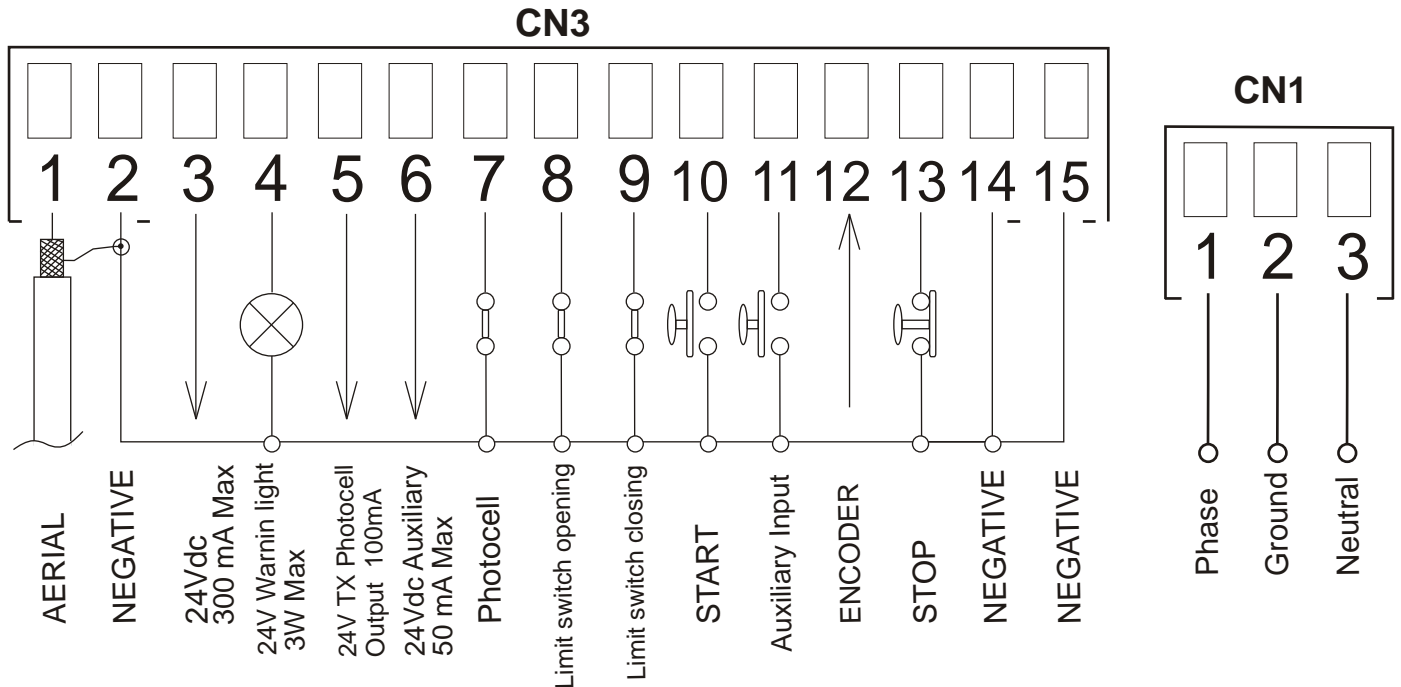 CN3
1 2 3 4 5 6 7 8 9 10 11 12 13 14 15
AERIAL
NEGATIVE
24Vdc
300 mA Max
24V Warnin light
3W Max
24V TX Photocell
Output 100mA
24Vdc Auxiliary
50 mA Max
Photocell
Limit switch opening
Limit switch closing
START
Auxiliary Input
ENCODER
STOP
NEGATIVE
NEGATIVE
CN1
1 2 3
Phase
Ground
Neutral